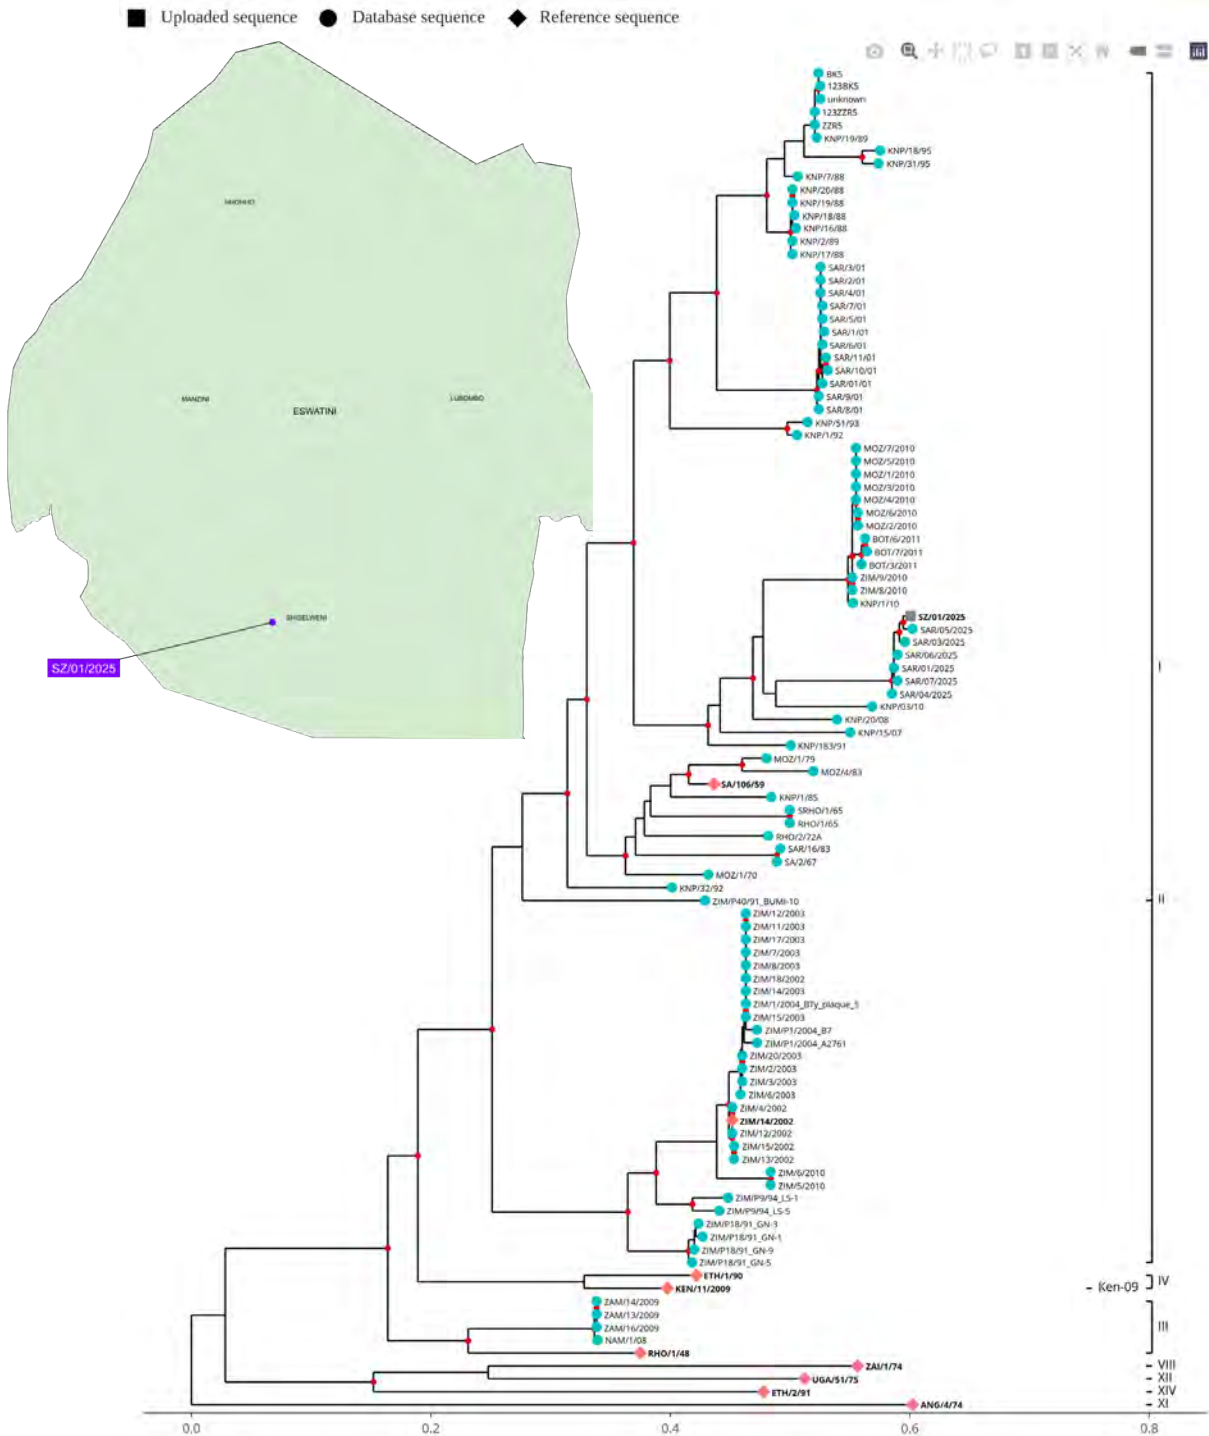 Uploaded sequence Database sequence Reference sequence
BK5
123BK5
unknown
123ZZR5
ZZR5
KNP/19/89
KNP/18/95
KNP/31/95
KNP/7/88
KNP/20/88
KNP/19/88
KNP/18/88
KNP/16/88
KNP/2/89
KNP/17/88
SAR/3/01
SAR/2/01
SAR/4/01
SAR/7/01
SAR/5/01
SAR/1/01
SAR/6/01
SAR/11/01
SAR/10/01
SAR/01/01
SAR/9/01
SAR/8/01
KNP/51/93
KNP/1/92
MOZ/7/2010
MOZ/5/2010
MOZ/1/2010
MOZ/3/2010
MOZ/4/2010
MOZ/6/2010
MOZ/2/2010
BOT/6/2011
BOT/7/2011
BOT/3/2011
ZIM/9/2010
ZIM/8/2010
KNP/1/10
SZ/01/2025
SAR/05/2025
SAR/03/2025
SAR/06/2025
SAR/01/2025
SAR/07/2025
SAR/04/2025
KNP/03/10
KNP/20/08
KNP/15/07
KNP/183/91
MOZ/1/79
MOZ/4/83
SA/106/59
KNP/1/85
SRHO/1/65
RHO/1/65
RHO/2/72A
SAR/16/83
SA/2/67
MOZ/1/70
KNP/32/92
ZIM/P40/91_BUMI-10
ZIM/12/2003
ZIM/11/2003
ZIM/17/2003
ZIM/7/2003
ZIM/8/2003
ZIM/18/2002
ZIM/14/2003
ZIM/1/2004_BTy_plaque_5
ZIM/15/2003
ZIM/P1/2004_B7
ZIM/P1/2004_A2761
ZIM/20/2003
ZIM/2/2003
ZIM/3/2003
ZIM/6/2003
ZIM/4/2002
ZIM/14/2002
ZIM/12/2002
ZIM/15/2002
ZIM/13/2002
ZIM/6/2010
ZIM/5/2010
ZIM/P9/94_LS-1
ZIM/P9/94_LS-5
ZIM/P18/91_GN-3
ZIM/P18/91_GN-1
ZIM/P18/91_GN-9
ZIM/P18/91_GN-5
ETH/1/90
KEN/11/2009
ZAM/14/2009
ZAM/13/2009
ZAM/16/2009
NAM/1/08
RHO/1/48
ZAI/1/74
UGA/51/75
ETH/2/91
ANG/4/74
I
II
IV
Ken-09
III
VIII
XII
XIV
XI
HHOHHO
MANZINI
ESWATINI
LUBOMBO
SHISELWENI
SZ/01/2025
0.0 0.2 0.4 0.6 0.8